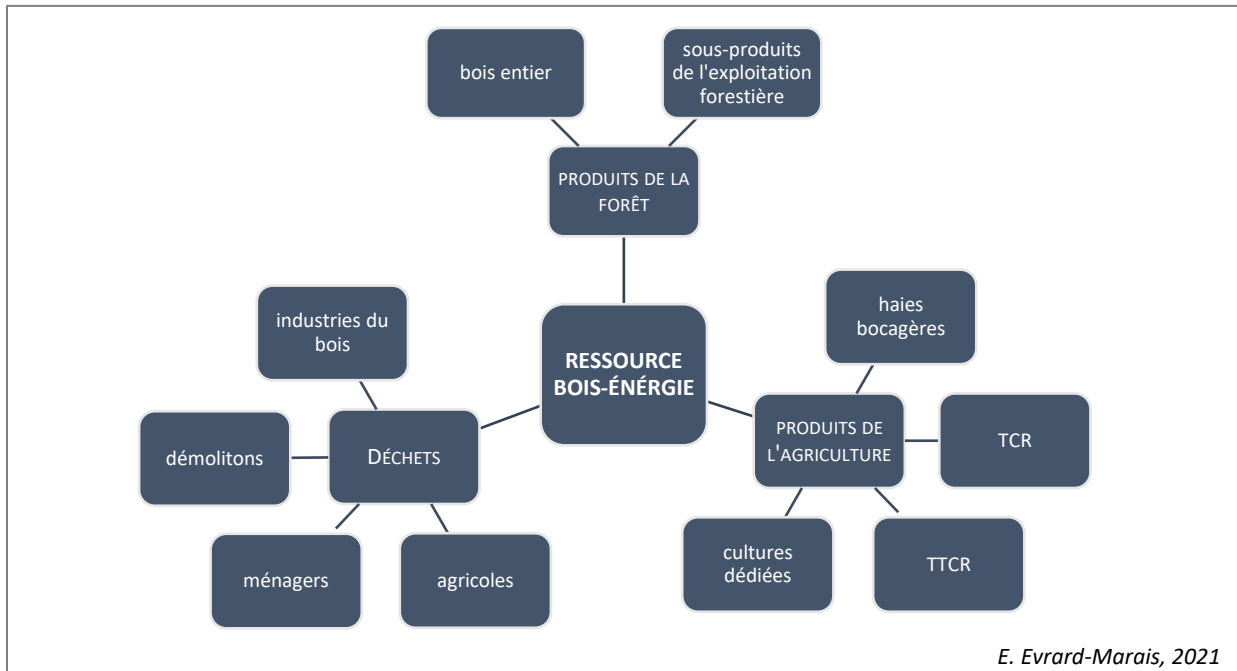 bois entier
sous-produits
de l'exploitation
forestière
PRODUITS DE LA
FORÊT
industries du
bois
haies
bocagères
RESSOURCE
BOIS-ÉNÉRGIE
démolitons
DÉCHETS
PRODUITS DE
L'AGRICULTURE
TCR
ménagers
agricoles
cultures
dédiées
TTCR
E. Evrard-Marais, 2021